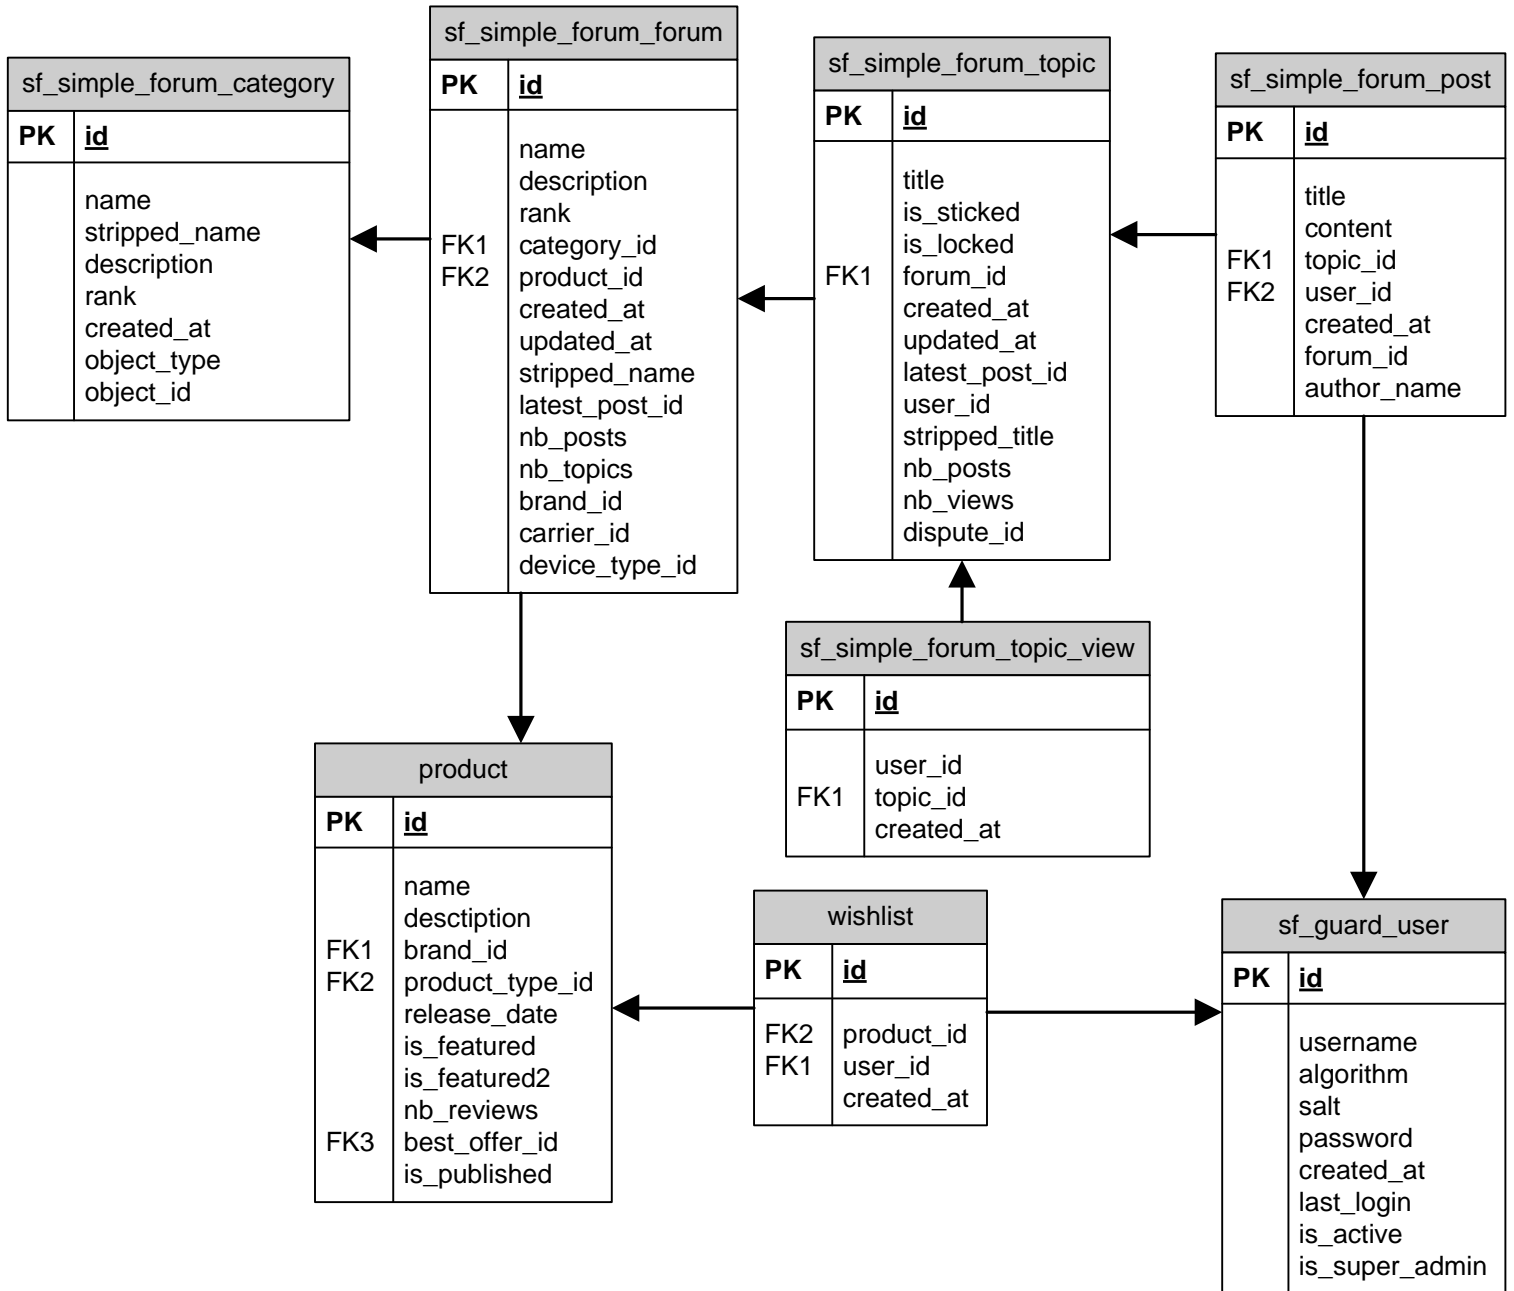 sf_simple_forum_category
PK id
name
stripped_name
description
rank
created_at
object_type
object_id
sf_simple_forum_forum
PK id
name
description
rank
FK1 category_id
FK2 product_id
created_at
updated_at
stripped_name
latest_post_id
nb_posts
nb_topics
brand_id
carrier_id
device_type_id
sf_simple_forum_topic
PK id
title
is_sticked
is_locked
FK1 forum_id
created_at
updated_at
latest_post_id
user_id
stripped_title
nb_posts
nb_views
dispute_id
sf_simple_forum_post
PK id
title
content
FK1 topic_id
FK2 user_id
created_at
forum_id
author_name
sf_simple_forum_topic_view
PK id
user_id
FK1 topic_id
created_at
product
PK id
name
desctiption
FK1 brand_id
FK2 product_type_id
release_date
is_featured
is_featured2
nb_reviews
FK3 best_offer_id
is_published
wishlist
PK id
FK2 product_id
FK1 user_id
created_at
sf_guard_user
PK id
username
algorithm
salt
password
created_at
last_login
is_active
is_super_admin